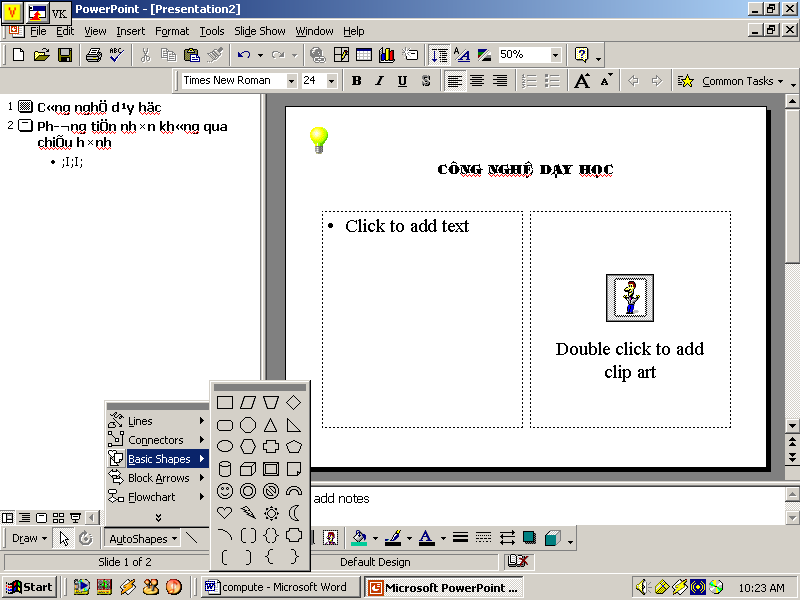 V VK PowerPoint - [Presentation2]
File Edit View Insert Format Tools Slide Show Window Help
50%
Times New Roman 24 B I U S A A Common Tasks
1 C«ng nghÖ d¹y häc
2 Ph­¬ng tiÖn nh×n kh«ng qua
chiÕu h×nh
• ;I;I;
CÔNG NGHỆ DẠY HỌC
• Click to add text
Double click to add
clip art
Lines
Connectors
Basic Shapes
Block Arrows
Flowchart
add notes
Draw AutoShapes A
Slide 1 of 2 Default Design
Start compute - Microsoft Word Microsoft PowerPoint ... 10:23 AM